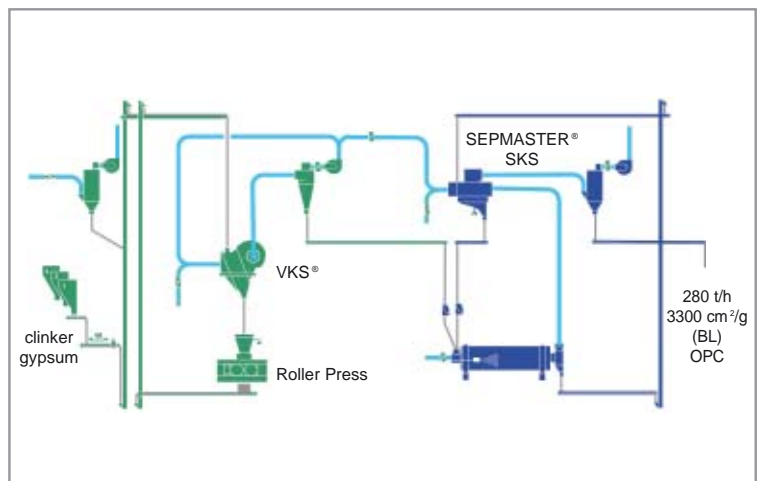 SEPMASTER®
SKS
VKS®
clinker
gypsum
Roller Press
280 t/h
3300 cm²/g
(BL)
OPC